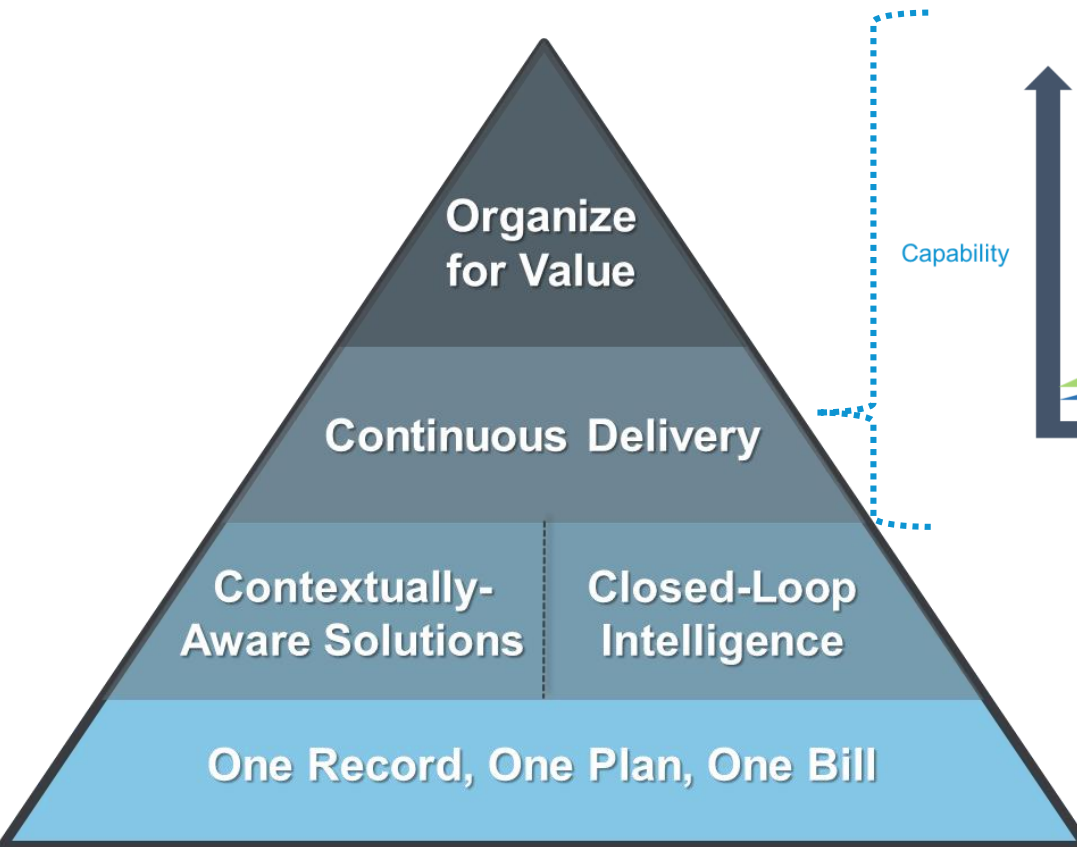 Organize
for Value
Capability
Continuous Delivery
Contextually-
Aware Solutions
Closed-Loop
Intelligence
One Record, One Plan, One Bill